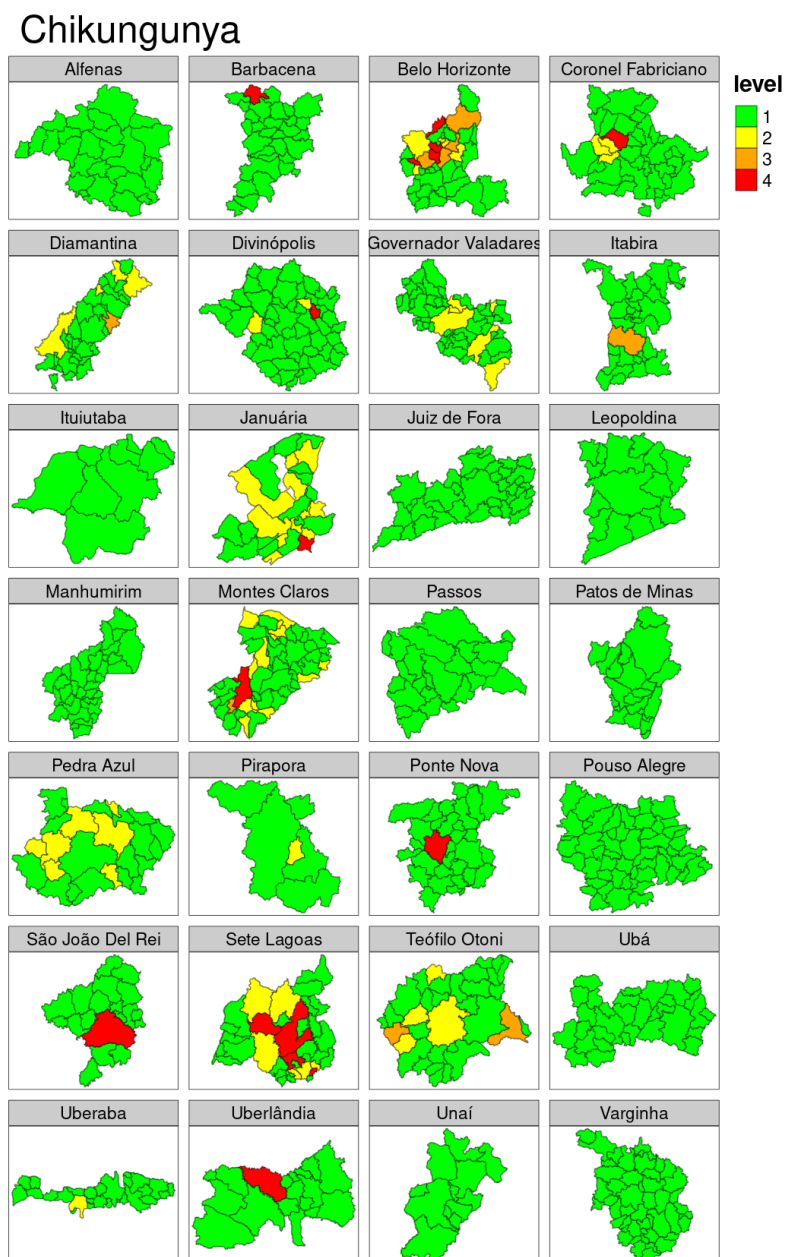 Chikungunya
Alfenas
Barbacena
Belo Horizonte
Coronel Fabriciano
level
1
2
3
4
Diamantina
Divinópolis
Governador Valadares
Itabira
Ituiutaba
Januária
Juiz de Fora
Leopoldina
Manhumirim
Montes Claros
Passos
Patos de Minas
Pedra Azul
Pirapora
Ponte Nova
Pouso Alegre
São João Del Rei
Sete Lagoas
Teófilo Otoni
Ubá
Uberaba
Uberlândia
Unaí
Varginha